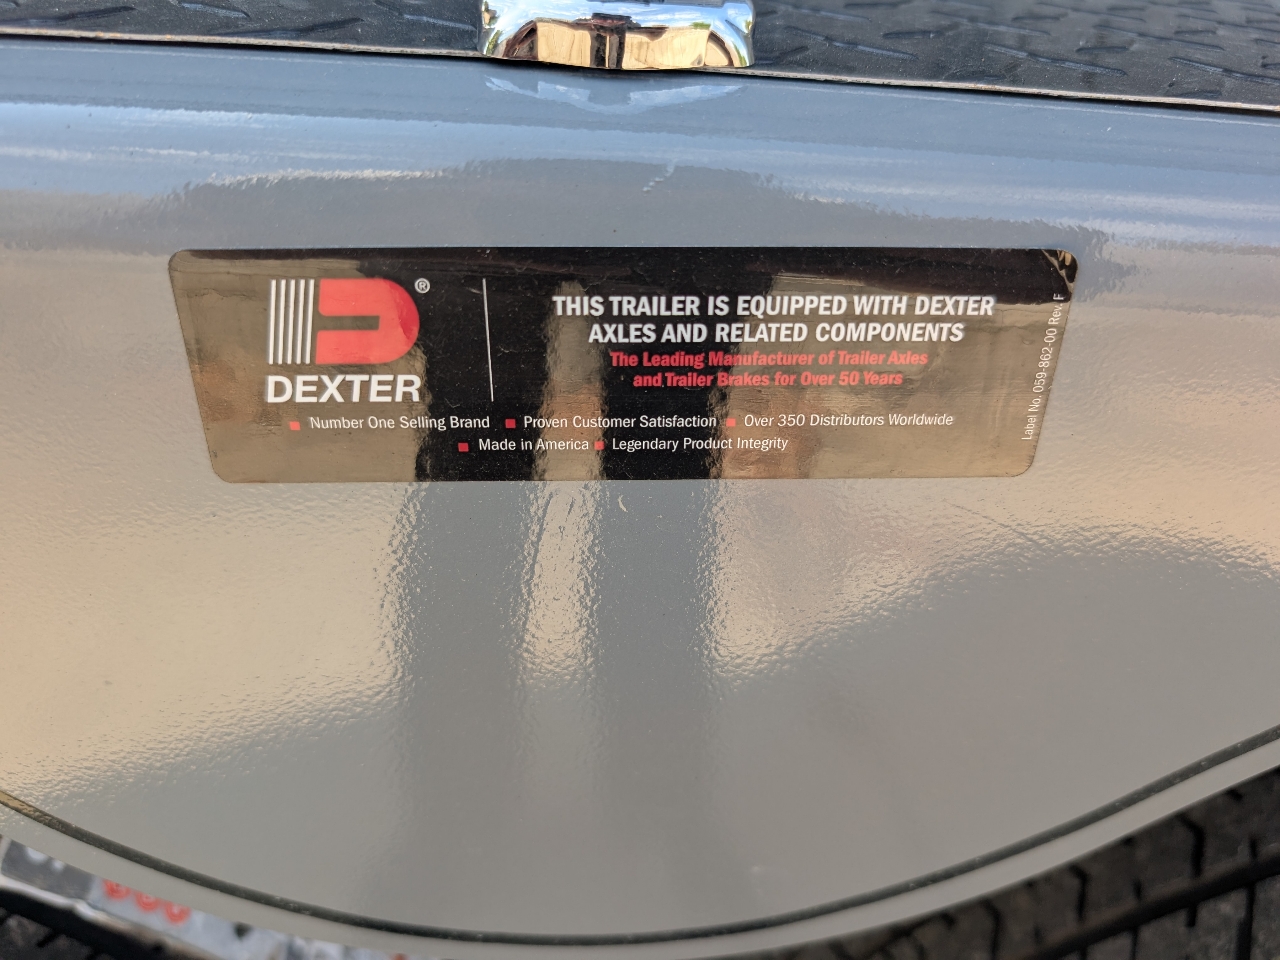 ®
DEXTER
THIS TRAILER IS EQUIPPED WITH DEXTER
AXLES AND RELATED COMPONENTS
The Leading Manufacturer of Trailer Axles
and Trailer Brakes for Over 50 Years
Number One Selling Brand Proven Customer Satisfaction Over 350 Distributors Worldwide
Made in America Legendary Product Integrity
Label No. 059-862-00 Rev. F